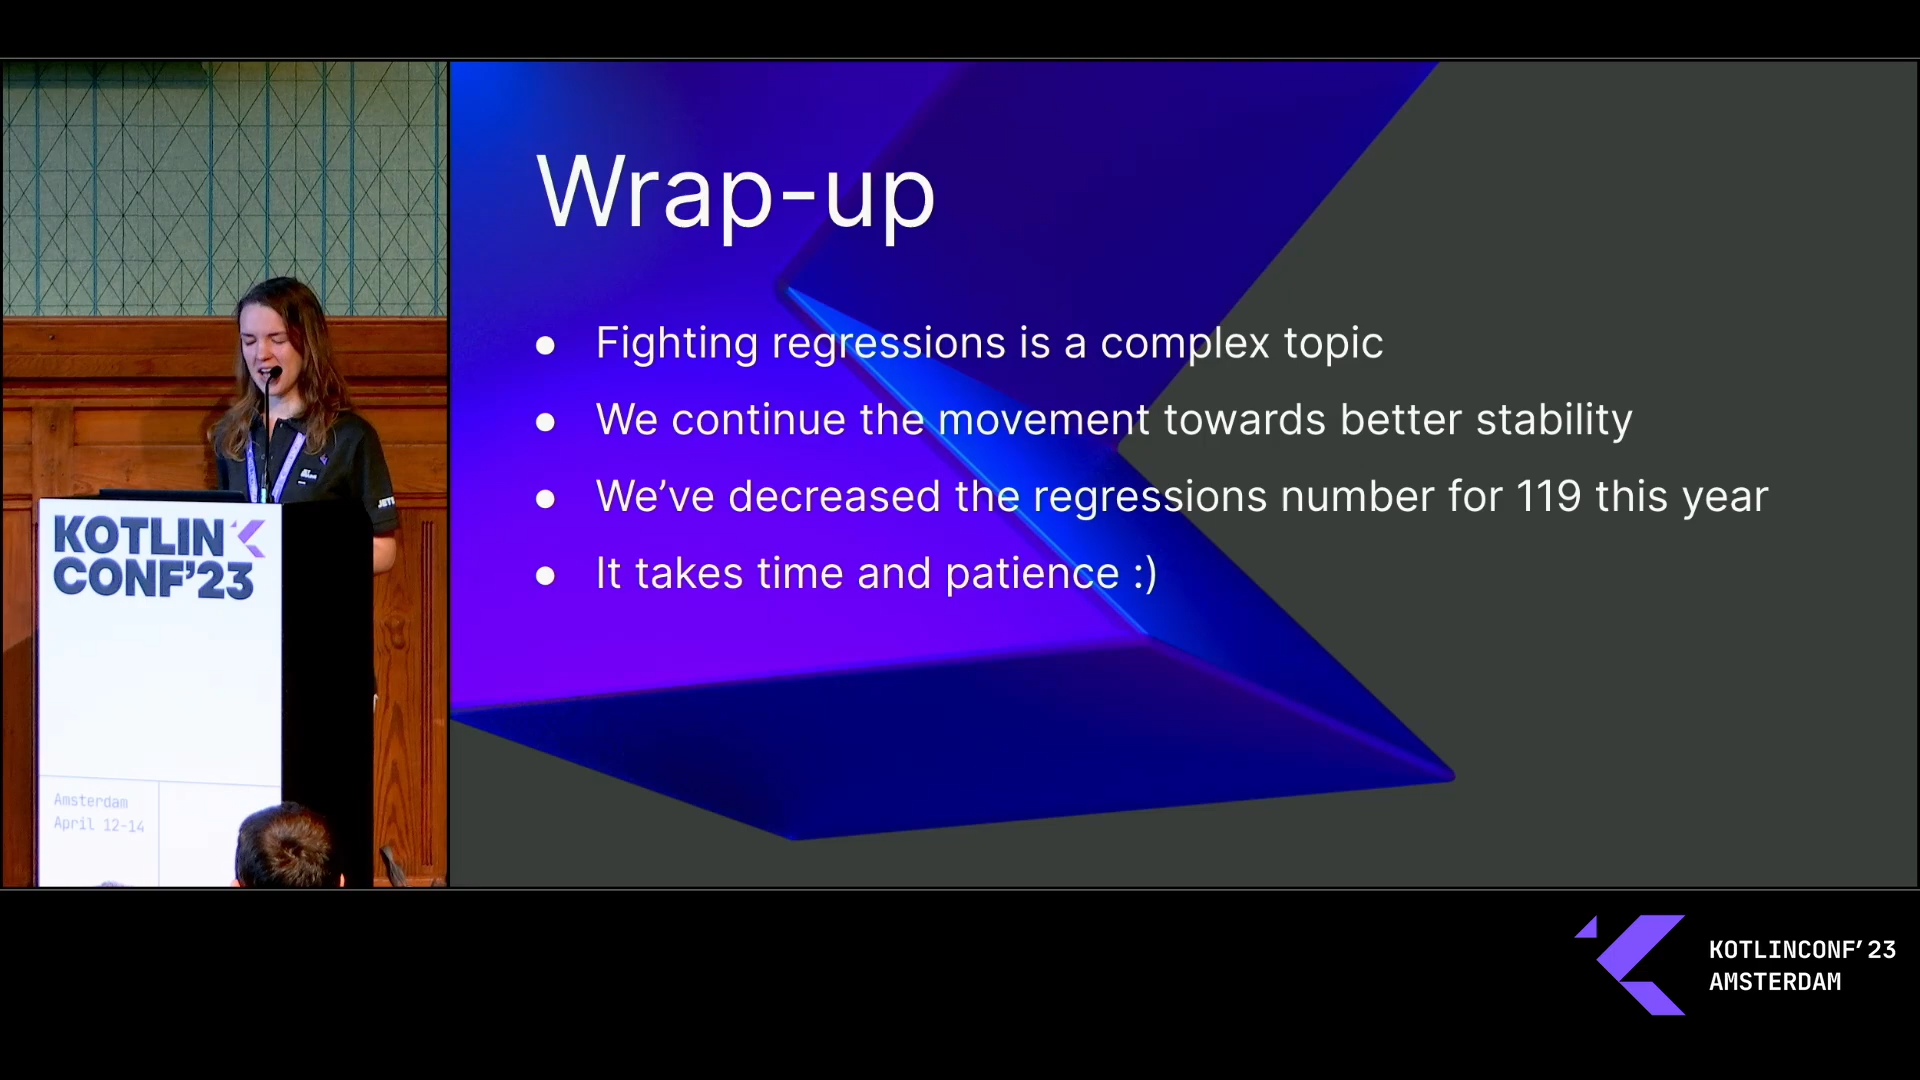 Wrap-up
● Fighting regressions is a complex topic
● We continue the movement towards better stability
● We’ve decreased the regressions number for 119 this year
● It takes time and patience :)
KOTLIN
CONF’23
Amsterdam
April 12-14
KOTLINCONF’23
AMSTERDAM